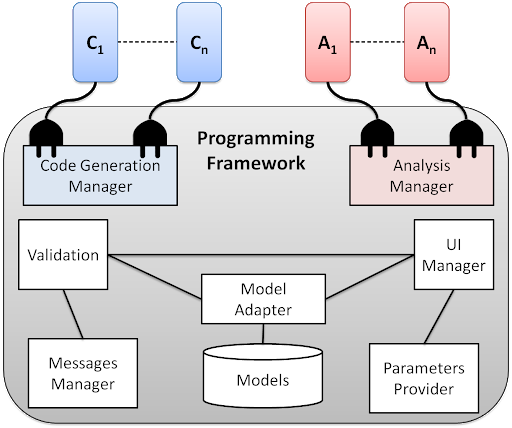 C1
Cn
A1
An
Programming
Framework
Code Generation
Manager
Analysis
Manager
Validation
UI
Manager
Model
Adapter
Messages
Manager
Models
Parameters
Provider